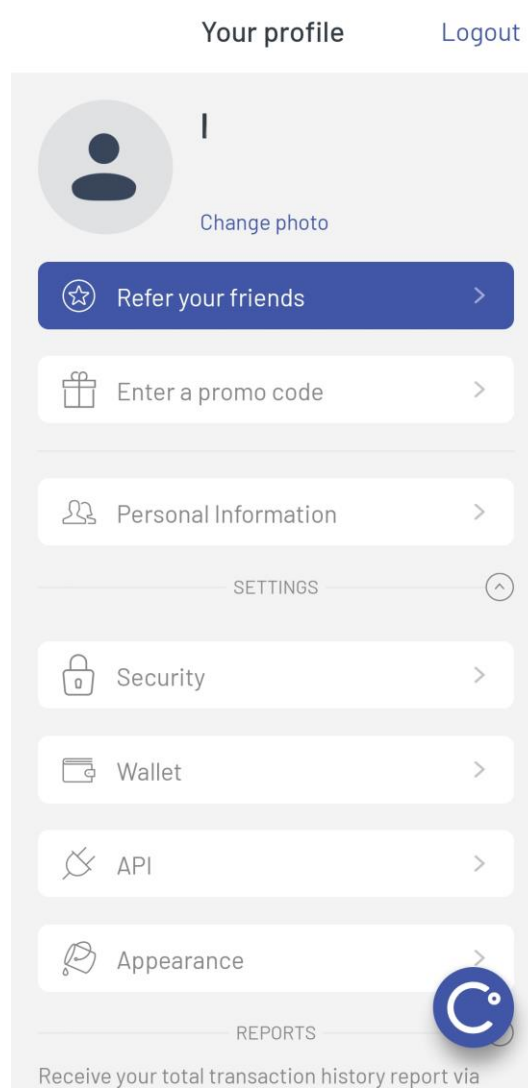 Your profile
Logout
Change photo
Refer your friends
Enter a promo code
Personal Information
SETTINGS
Security
Wallet
API
Appearance
REPORTS
Receive your total transaction history report via